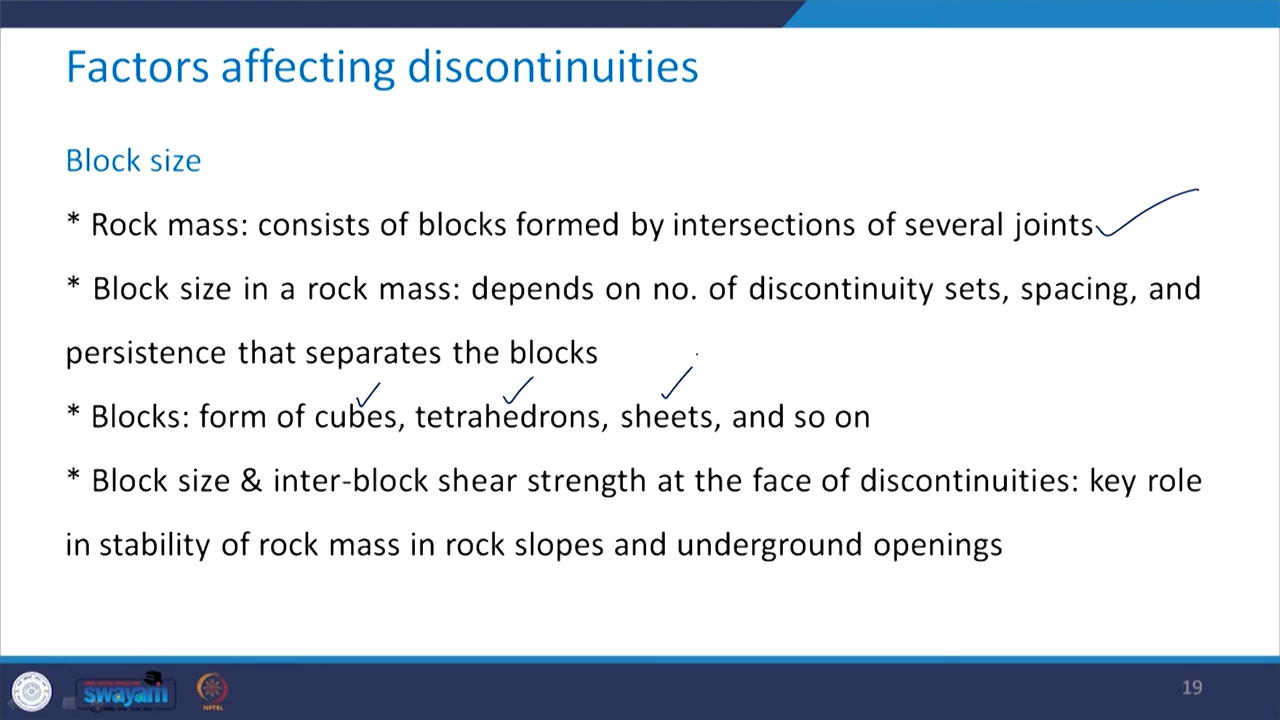 Factors affecting discontinuities
Block size
* Rock mass: consists of blocks formed by intersections of several joints
* Block size in a rock mass: depends on no. of discontinuity sets, spacing, and
persistence that separates the blocks
* Blocks: form of cubes, tetrahedrons, sheets, and so on
* Block size & inter-block shear strength at the face of discontinuities: key role
in stability of rock mass in rock slopes and underground openings
swayam
NPTEL
19